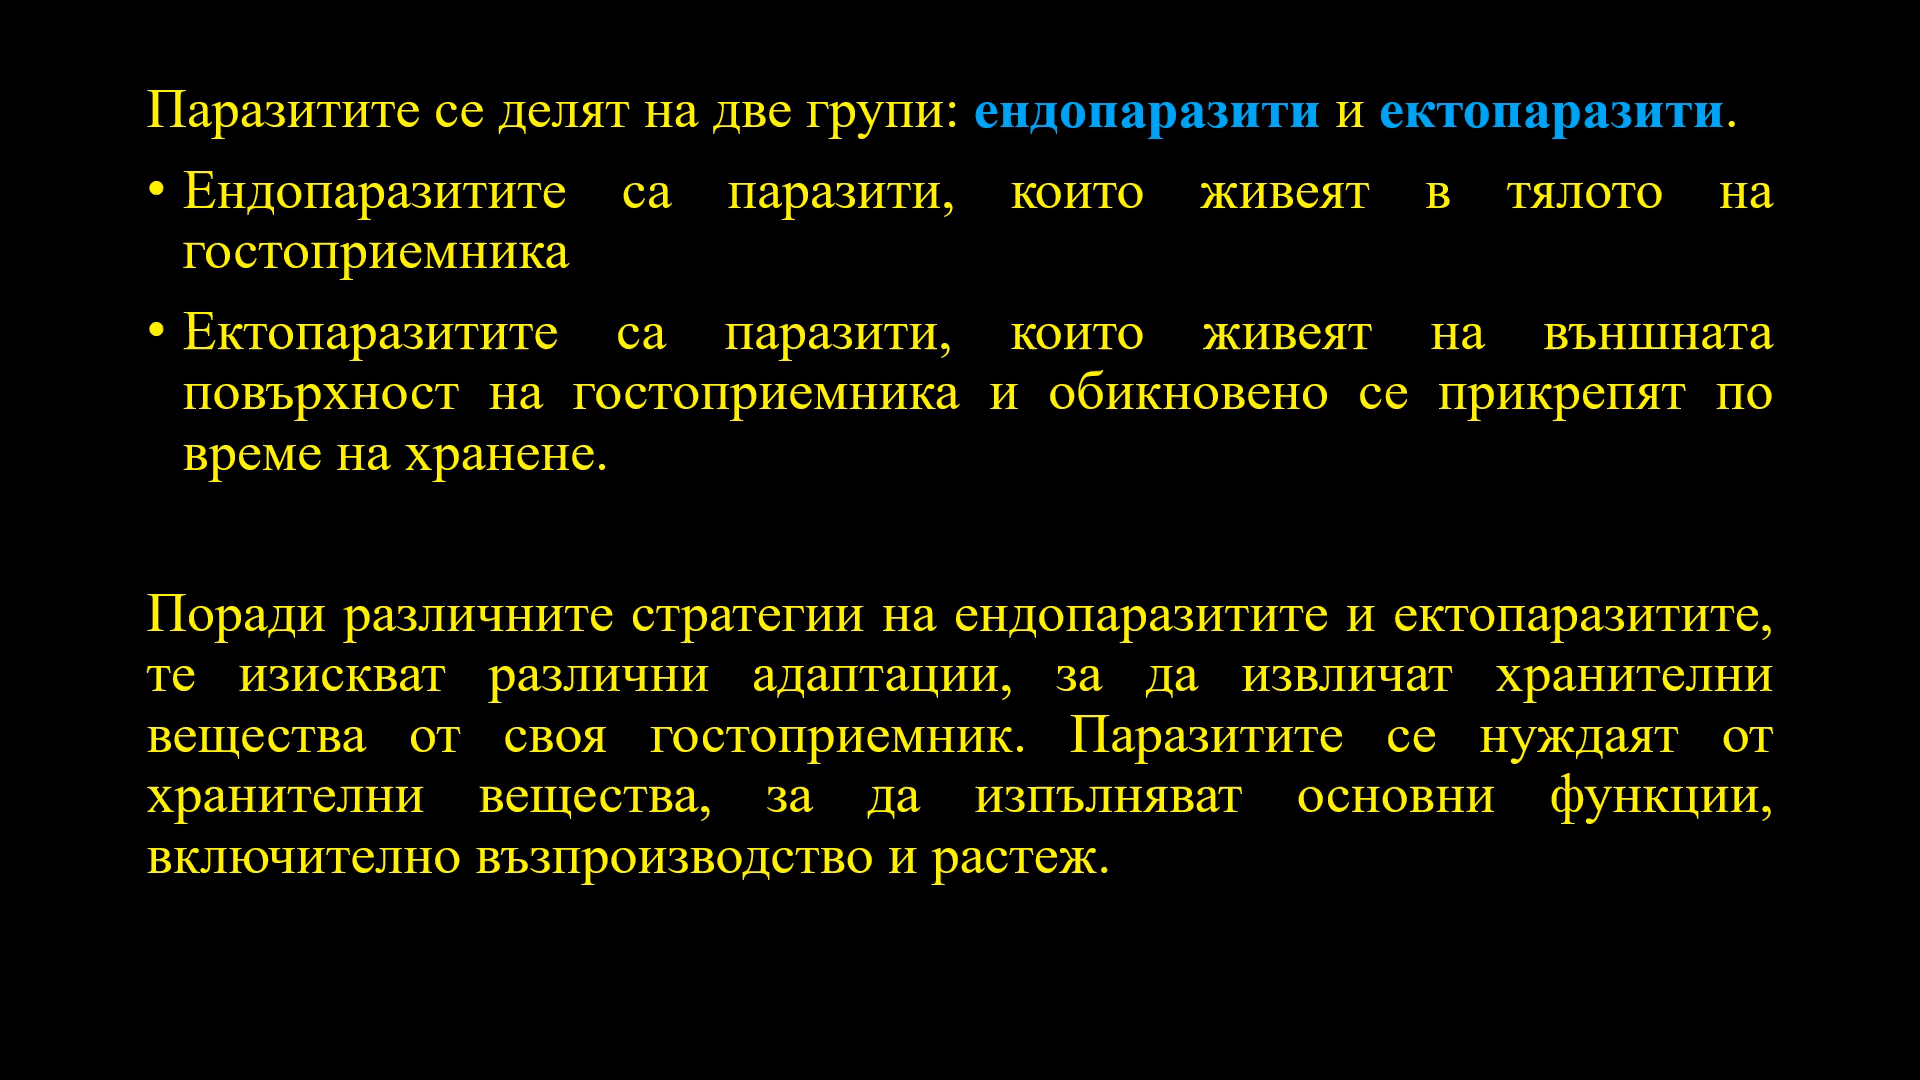 Паразитите се делят на две групи: ендопаразити и ектопаразити.
• Ендопаразитите са паразити, които живеят в тялото на
гостоприемника
• Ектопаразитите са паразити, които живеят на външната
повърхност на гостоприемника и обикновено се прикрепят по
време на хранене.
Поради различните стратегии на ендопаразитите и ектопаразитите,
те изискват различни адаптации, за да извличат хранителни
вещества от своя гостоприемник. Паразитите се нуждаят от
хранителни вещества, за да изпълняват основни функции,
включително възпроизводство и растеж.